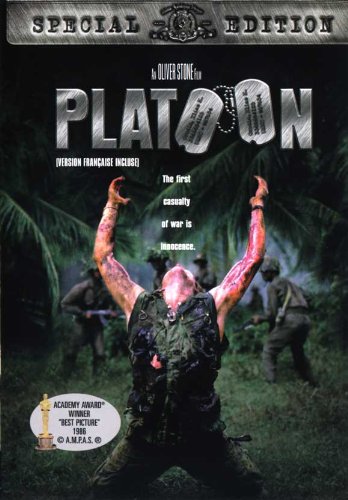 SPECIAL EDITION
An OLIVER STONE FILM
PLATOON
(VERSION FRANÇAISE INCLUSE)
The first
casualty
of war is
innocence.
ACADEMY AWARD®
WINNER
"BEST PICTURE"
1986
© A.M.P.A.S. ®